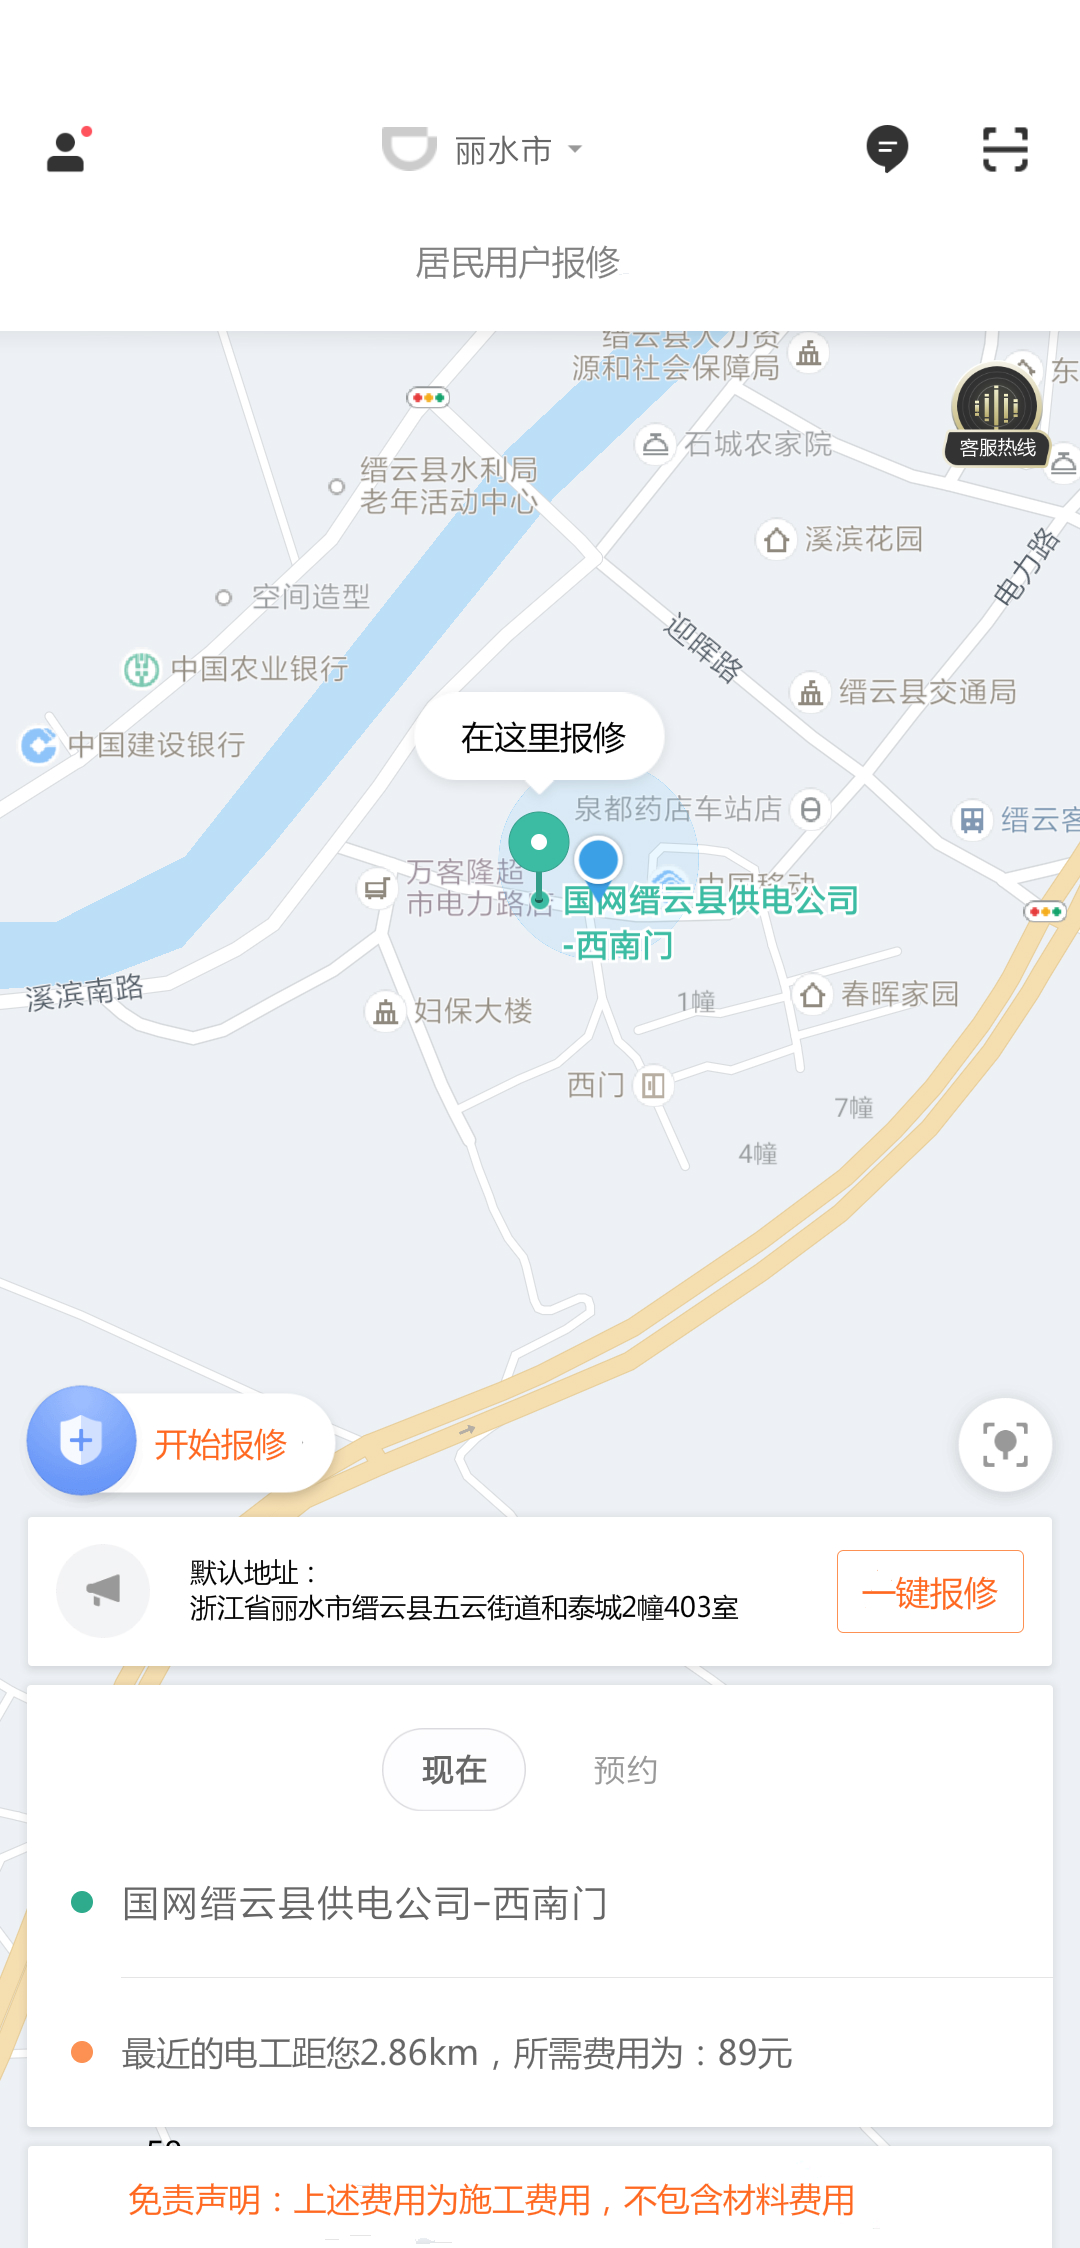 丽水市
居民用户报修
缙云县人力资
源和社会保障局
东
客服热线
石城农家院
缙云县水利局
老年活动中心
溪滨花园
电力路
空间造型
迎晖路
中国农业银行
缙云县交通局
中国建设银行
在这里报修
泉都药店车站店
缙云客
万客隆超
市电力路店
中国移动
国网缙云县供电公司
-西南门
溪滨南路
1幢
春晖家园
妇保大楼
西门
7幢
4幢
开始报修
默认地址：
浙江省丽水市缙云县五云街道和泰城2幢403室
一键报修
现在
预约
国网缙云县供电公司-西南门
最近的电工距您2.86km，所需费用为：89元
免责声明：上述费用为施工费用，不包含材料费用